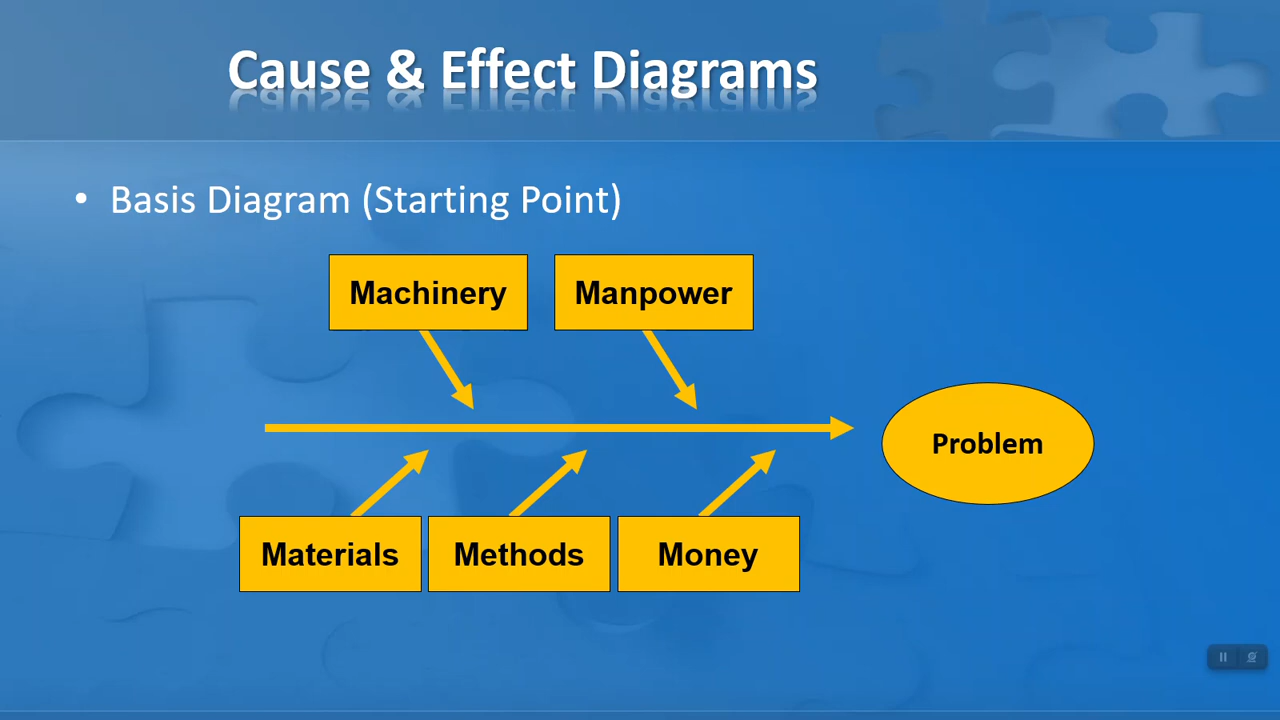 Cause & Effect Diagrams
• Basis Diagram (Starting Point)
Machinery
Manpower
Problem
Materials
Methods
Money